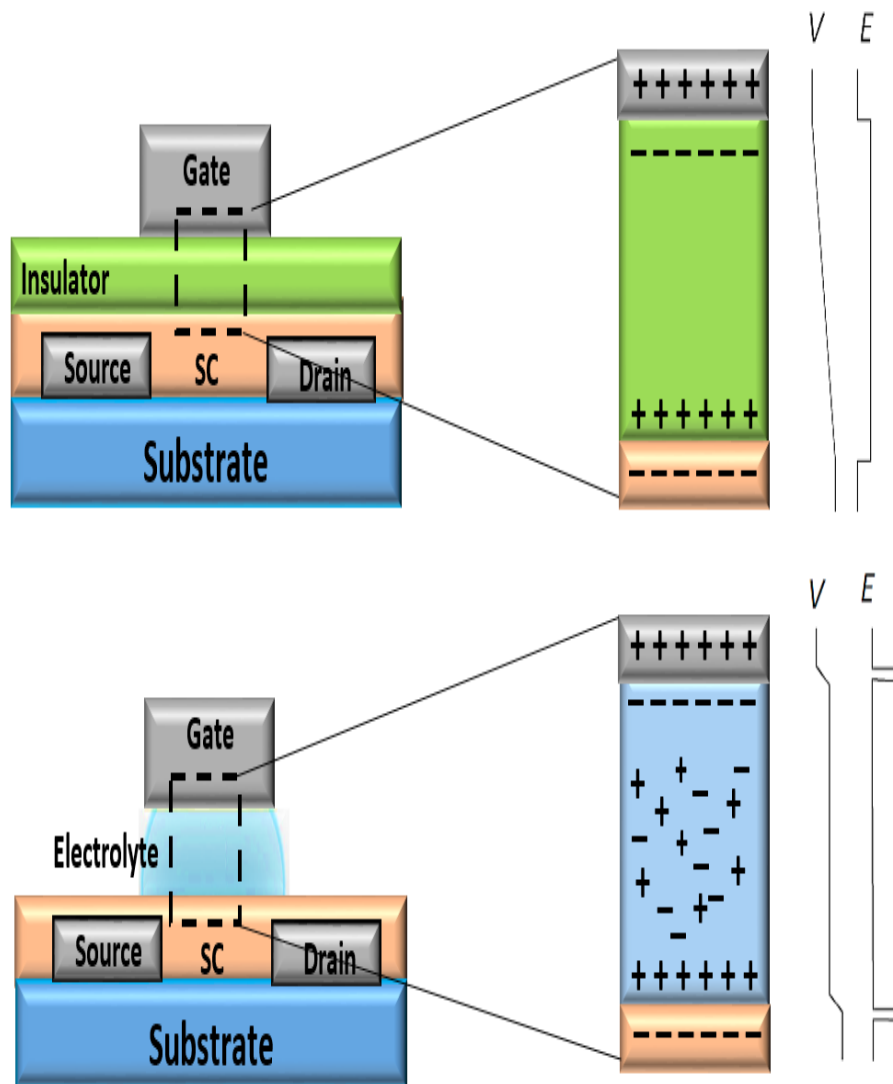 V E
Gate
++++++
------
Insulator
Source SC Drain
++++++
------
Substrate
V E
++++++
------
Gate
Electrolyte
Source SC Drain
++++++
------
Substrate